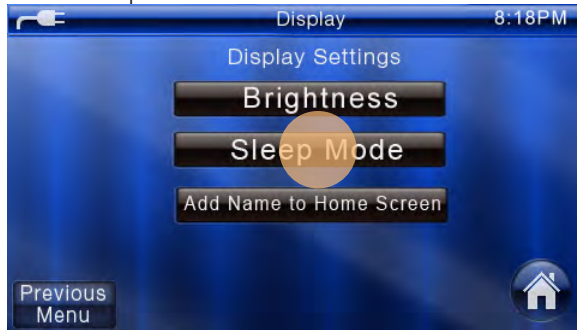 Display 8:18PM
Display Settings
Brightness
Sleep Mode
Add Name to Home Screen
Previous
Menu